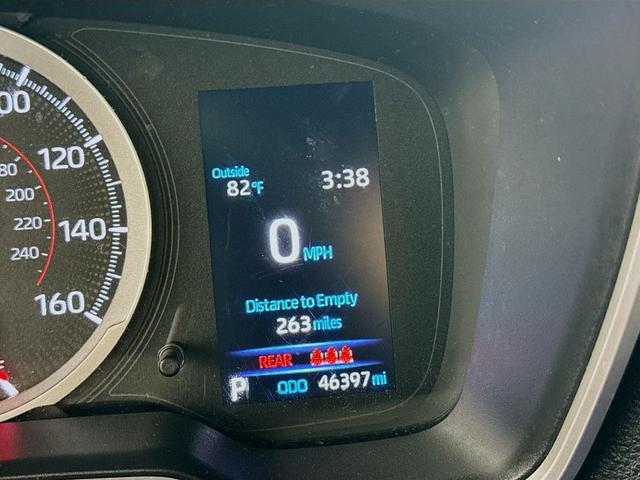 Outside
82°F 3:38
0 MPH
Distance to Empty
263 miles
REAR
P ODO 46397 mi
120
140
160
80
200
220
240